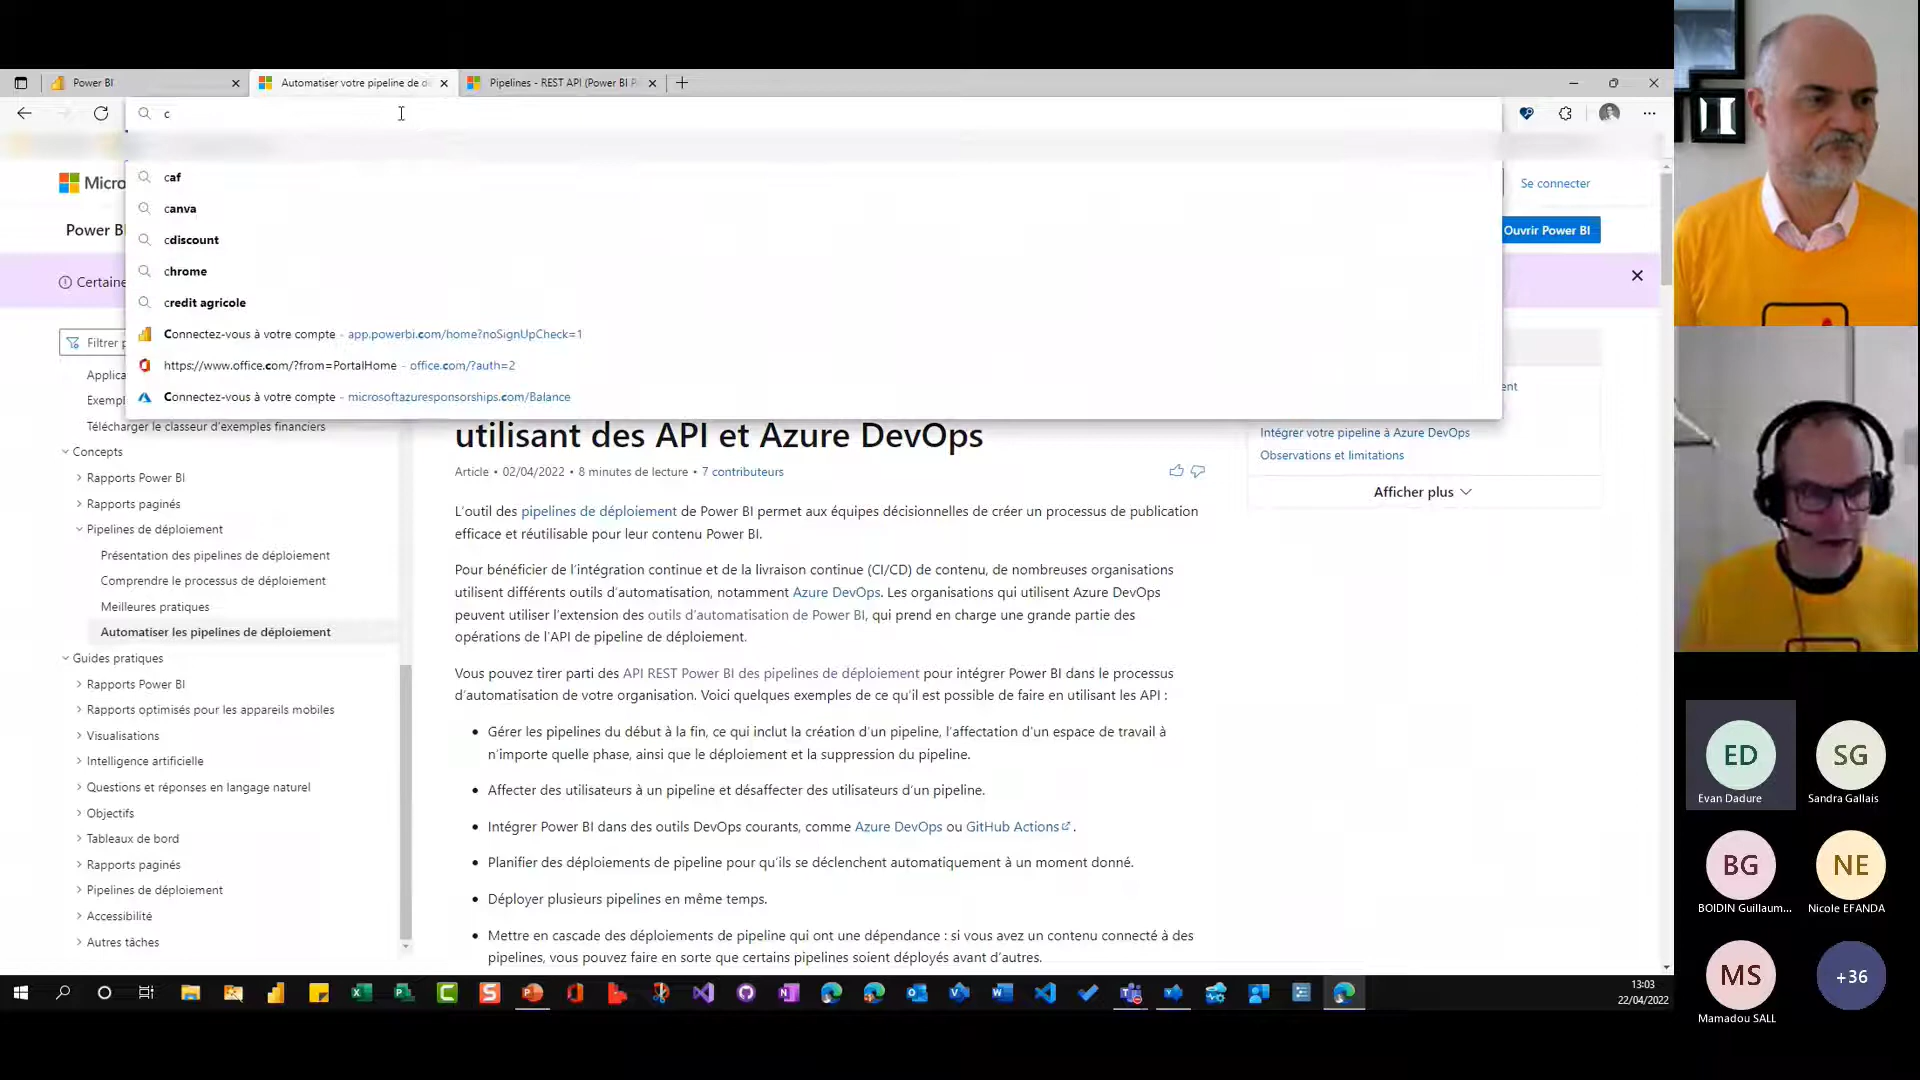 Power BI
Automatiser votre pipeline de d
Pipelines - REST API (Power BI P
c
caf
canva
cdiscount
chrome
credit agricole
Connectez-vous à votre compte - app.powerbi.com/home?noSignUpCheck=1
https://www.office.com/?from=PortalHome - office.com/?auth=2
Connectez-vous à votre compte - microsoftazuresponsorships.com/Balance
Micro
Se connecter
Power B
Ouvrir Power BI
Certaine
Filtrer p
Applica
Exempl
Télécharger le classeur d'exemples financiers
Concepts
Rapports Power BI
Rapports paginés
Pipelines de déploiement
Présentation des pipelines de déploiement
Comprendre le processus de déploiement
Meilleures pratiques
Automatiser les pipelines de déploiement
Guides pratiques
Rapports Power BI
Rapports optimisés pour les appareils mobiles
Visualisations
Intelligence artificielle
Questions et réponses en langage naturel
Objectifs
Tableaux de bord
Rapports paginés
Pipelines de déploiement
Accessibilité
Autres tâches
utilisant des API et Azure DevOps
Article • 02/04/2022 • 8 minutes de lecture • 7 contributeurs
L'outil des pipelines de déploiement de Power BI permet aux équipes décisionnelles de créer un processus de publication
efficace et réutilisable pour leur contenu Power BI.
Pour bénéficier de l'intégration continue et de la livraison continue (CI/CD) de contenu, de nombreuses organisations
utilisent différents outils d'automatisation, notamment Azure DevOps. Les organisations qui utilisent Azure DevOps
peuvent utiliser l'extension des outils d'automatisation de Power BI, qui prend en charge une grande partie des
opérations de l'API de pipeline de déploiement.
Vous pouvez tirer parti des API REST Power BI des pipelines de déploiement pour intégrer Power BI dans le processus
d'automatisation de votre organisation. Voici quelques exemples de ce qu'il est possible de faire en utilisant les API :
• Gérer les pipelines du début à la fin, ce qui inclut la création d'un pipeline, l'affectation d'un espace de travail à
n'importe quelle phase, ainsi que le déploiement et la suppression du pipeline.
• Affecter des utilisateurs à un pipeline et désaffecter des utilisateurs d'un pipeline.
• Intégrer Power BI dans des outils DevOps courants, comme Azure DevOps ou GitHub Actions .
• Planifier des déploiements de pipeline pour qu'ils se déclenchent automatiquement à un moment donné.
• Déployer plusieurs pipelines en même temps.
• Mettre en cascade des déploiements de pipeline qui ont une dépendance : si vous avez un contenu connecté à des
pipelines, vous pouvez faire en sorte que certains pipelines soient déployés avant d'autres.
ent
Intégrer votre pipeline à Azure DevOps
Observations et limitations
Afficher plus
13:03
22/04/2022
ED
Evan Dadure
SG
Sandra Gallais
BG
BOIDIN Guillaum...
NE
Nicole EFANDA
MS
Mamadou SALL
+36